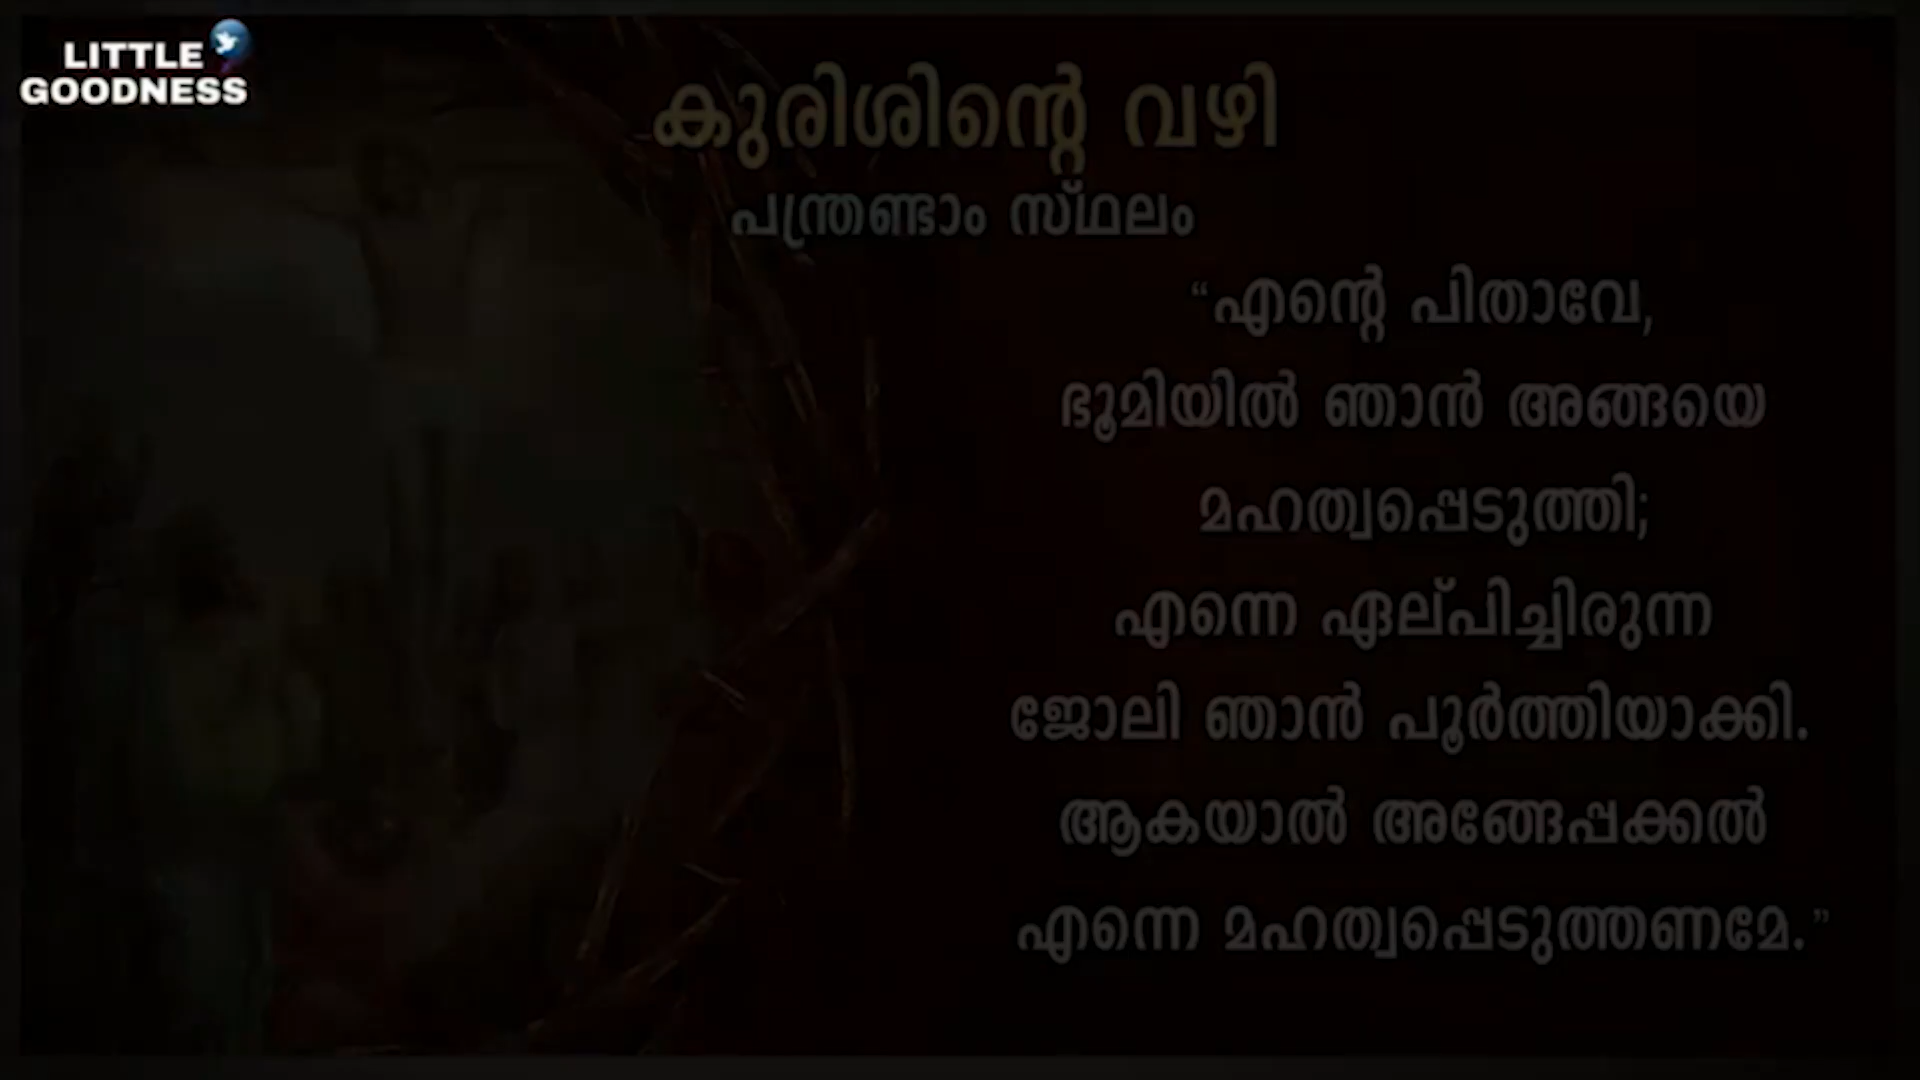 LITTLE
GOODNESS
കുരിശിന്റെ വഴി
പന്ത്രണ്ടാം സ്ഥലം
“എന്റെ പിതാവേ,
ഭൂമിയിൽ ഞാൻ അങ്ങയെ
മഹത്വപ്പെടുത്തി;
എന്നെ ഏല്പിച്ചിരുന്ന
ജോലി ഞാൻ പൂർത്തിയാക്കി.
ആകയാൽ അങ്ങേപ്പക്കൽ
എന്നെ മഹത്വപ്പെടുത്തണമേ.”